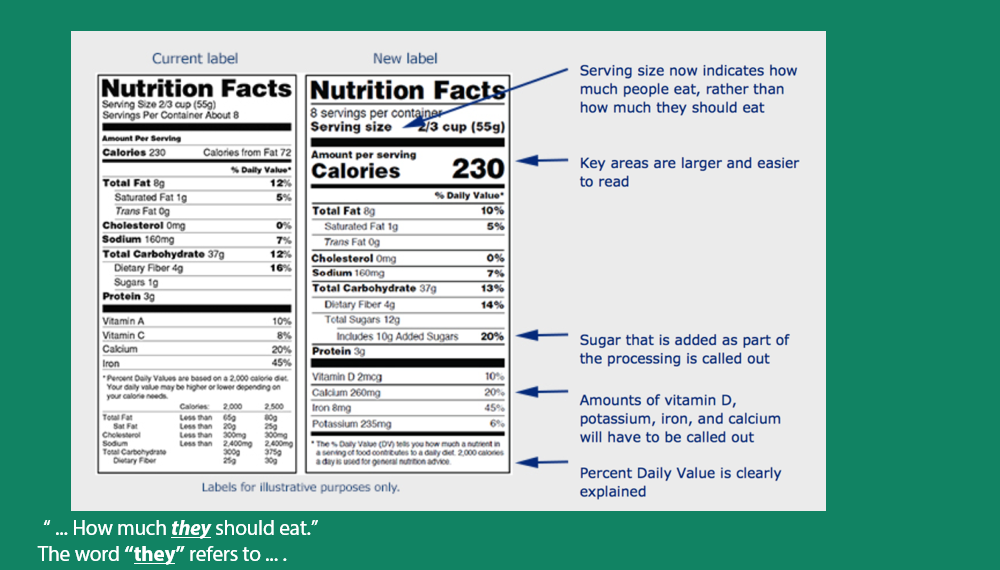 Current label
New label
Nutrition Facts
Serving Size 2/3 cup (55g)
Servings Per Container About 8
Amount Per Serving
Calories 230 Calories from Fat 72
% Daily Value*
Total Fat 8g 12%
Saturated Fat 1g 5%
Trans Fat 0g
Cholesterol 0mg 0%
Sodium 160mg 7%
Total Carbohydrate 37g 12%
Dietary Fiber 4g 16%
Sugars 1g
Protein 3g
Vitamin A 10%
Vitamin C 8%
Calcium 20%
Iron 45%
* Percent Daily Values are based on a 2,000 calorie diet.
Your daily value may be higher or lower depending on
your calorie needs.
Calories: 2,000 2,500
Total Fat Less than 65g 80g
Sat Fat Less than 20g 25g
Cholesterol Less than 300mg 300mg
Sodium Less than 2,400mg 2,400mg
Total Carbohydrate 300g 375g
Dietary Fiber 25g 30g
Nutrition Facts
8 servings per container
Serving size 2/3 cup (55g)
Amount per serving
Calories 230
% Daily Value*
Total Fat 8g 10%
Saturated Fat 1g 5%
Trans Fat 0g
Cholesterol 0mg 0%
Sodium 160mg 7%
Total Carbohydrate 37g 13%
Dietary Fiber 4g 14%
Total Sugars 12g
Includes 10g Added Sugars 20%
Protein 3g
Vitamin D 2mcg 10%
Calcium 260mg 20%
Iron 8mg 45%
Potassium 235mg 6%
* The % Daily Value (DV) tells you how much a nutrient in
a serving of food contributes to a daily diet. 2,000 calories
a day is used for general nutrition advice.
Serving size now indicates how
much people eat, rather than
how much they should eat
Key areas are larger and easier
to read
Sugar that is added as part of
the processing is called out
Amounts of vitamin D,
potassium, iron, and calcium
will have to be called out
Percent Daily Value is clearly
explained
Labels for illustrative purposes only.
“ ... How much they should eat.”
The word “they” refers to ... .